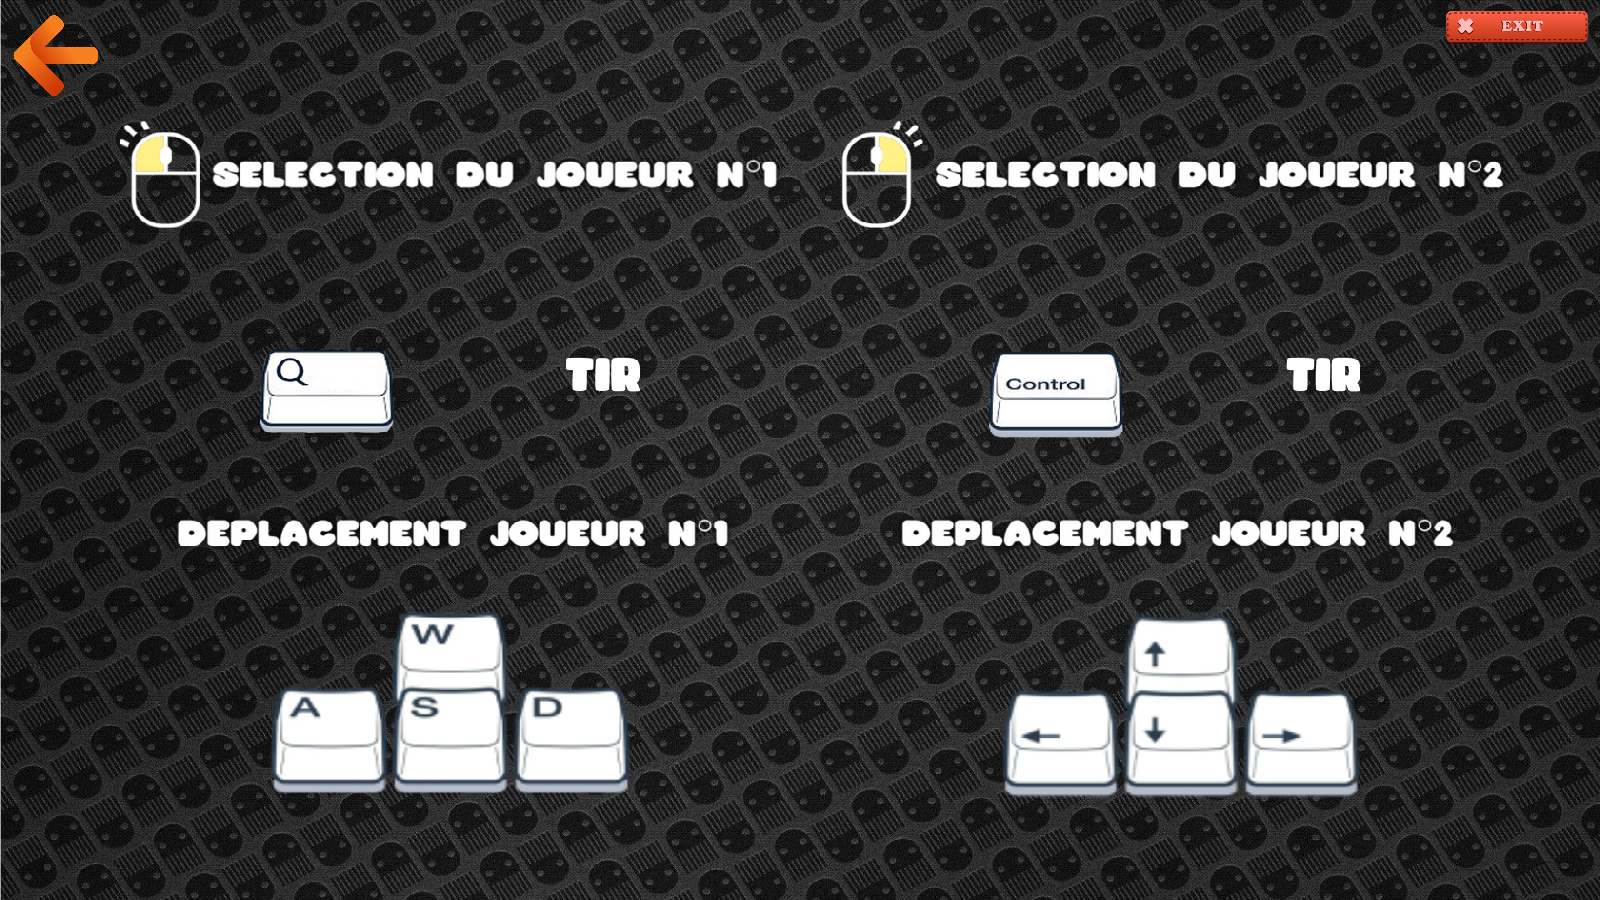 EXIT
SELECTION DU JOUEUR N°1
SELECTION DU JOUEUR N°2
Q
TIR
Control
TIR
DEPLACEMENT JOUEUR N°1
DEPLACEMENT JOUEUR N°2
W
↑
A S D
← ↓ →